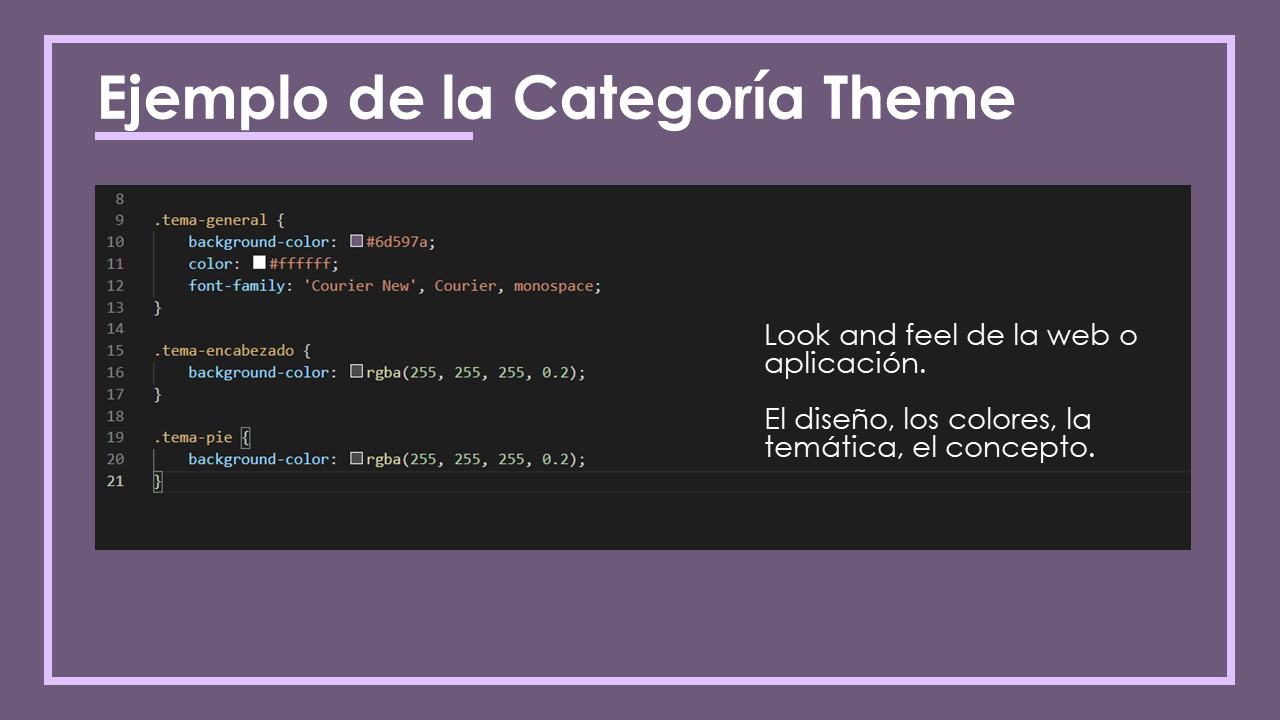 Ejemplo de la Categoría Theme
8
9 .tema-general {
10 background-color: #6d597a;
11 color: #ffffff;
12 font-family: 'Courier New', Courier, monospace;
13 }
14
15 .tema-encabezado {
16 background-color: rgba(255, 255, 255, 0.2);
17 }
18
19 .tema-pie {
20 background-color: rgba(255, 255, 255, 0.2);
21 }
Look and feel de la web o
aplicación.
El diseño, los colores, la
temática, el concepto.